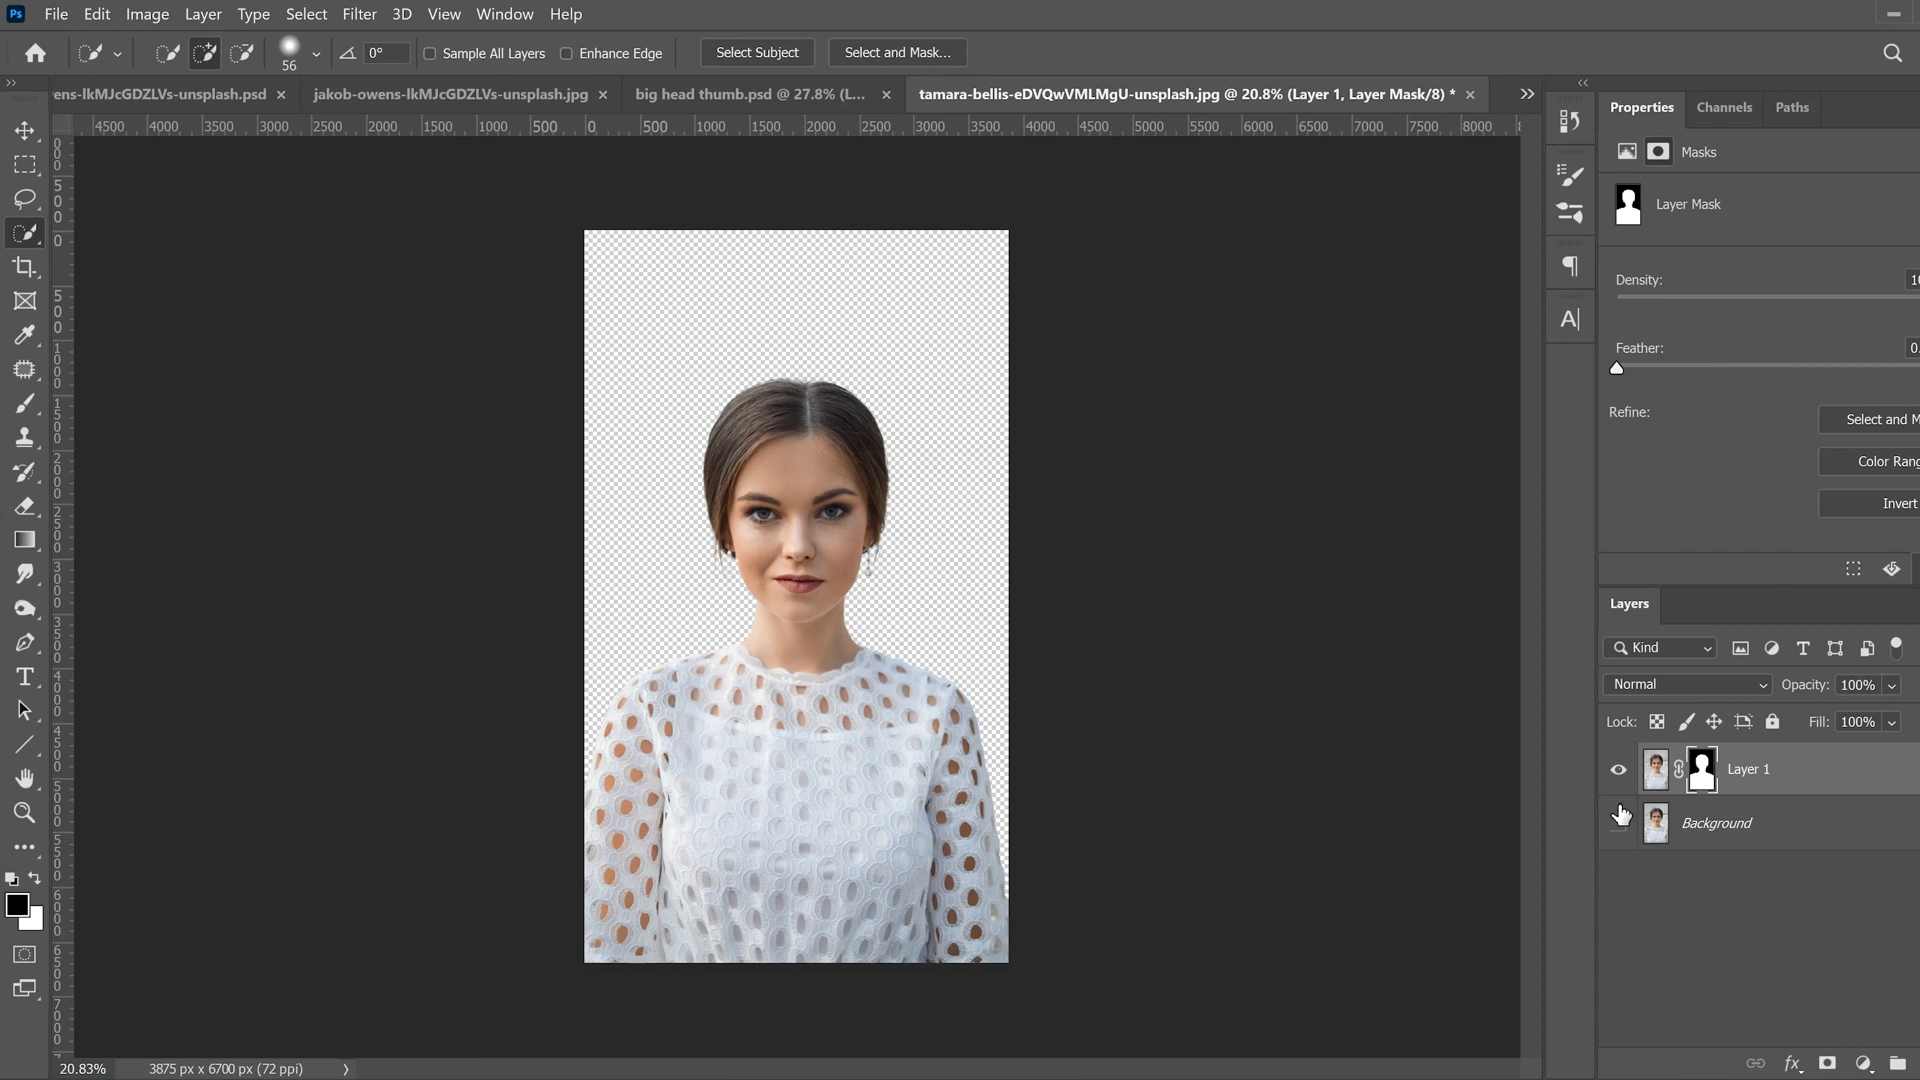 Ps File Edit Image Layer Type Select Filter 3D View Window Help
56 0° Sample All Layers Enhance Edge Select Subject Select and Mask...
ens-lkMJcGDZLVs-unsplash.psd × jakob-owens-lkMJcGDZLVs-unsplash.jpg × big head thumb.psd @ 27.8% (L... × tamara-bellis-eDVQwVMLMgU-unsplash.jpg @ 20.8% (Layer 1, Layer Mask/8) * ×
4500 4000 3500 3000 2500 2000 1500 1000 500 0 500 1000 1500 2000 2500 3000 3500 4000 4500 5000 5500 6000 6500 7000 7500 8000
Properties Channels Paths
Masks
Layer Mask
Density: 10
Feather: 0.
Refine: Select and M
Color Rang
Invert
Layers
Kind
Normal Opacity: 100%
Lock: Fill: 100%
Layer 1
Background
20.83% 3875 px x 6700 px (72 ppi)